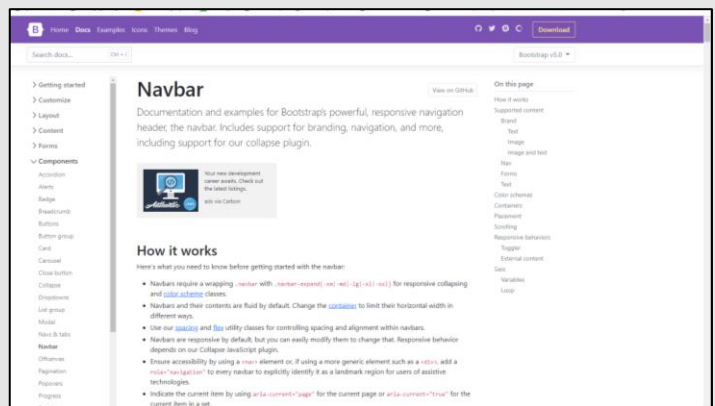 B Home Docs Examples Icons Themes Blog Download
Search docs... Ctrl + / Bootstrap v5.0
Getting started
Customize
Layout
Content
Forms
Components
Accordion
Alerts
Badge
Breadcrumb
Buttons
Button group
Card
Carousel
Close button
Collapse
Dropdowns
List group
Modal
Navs & tabs
Navbar
Offcanvas
Pagination
Popovers
Progress
Navbar
View on GitHub
Documentation and examples for Bootstrap's powerful, responsive navigation
header, the navbar. Includes support for branding, navigation, and more,
including support for our collapse plugin.
Authentic
Your new development
career awaits. Check out
the latest listings.
ads via Carbon
How it works
Here's what you need to know before getting started with the navbar:
Navbars require a wrapping .navbar with .navbar-expand{-sm|-md|-lg|-xl|-xxl} for responsive collapsing
and color scheme classes.
Navbars and their contents are fluid by default. Change the container to limit their horizontal width in
different ways.
Use our spacing and flex utility classes for controlling spacing and alignment within navbars.
Navbars are responsive by default, but you can easily modify them to change that. Responsive behavior
depends on our Collapse JavaScript plugin.
Ensure accessibility by using a <nav> element or, if using a more generic element such as a <div>, add a
role="navigation" to every navbar to explicitly identify it as a landmark region for users of assistive
technologies.
Indicate the current item by using aria-current="page" for the current page or aria-current="true" for the
current item in a set.
On this page
How it works
Supported content
Brand
Text
Image
Image and text
Nav
Forms
Text
Color schemes
Containers
Placement
Scrolling
Responsive behaviors
Toggler
External content
Sass
Variables
Loop